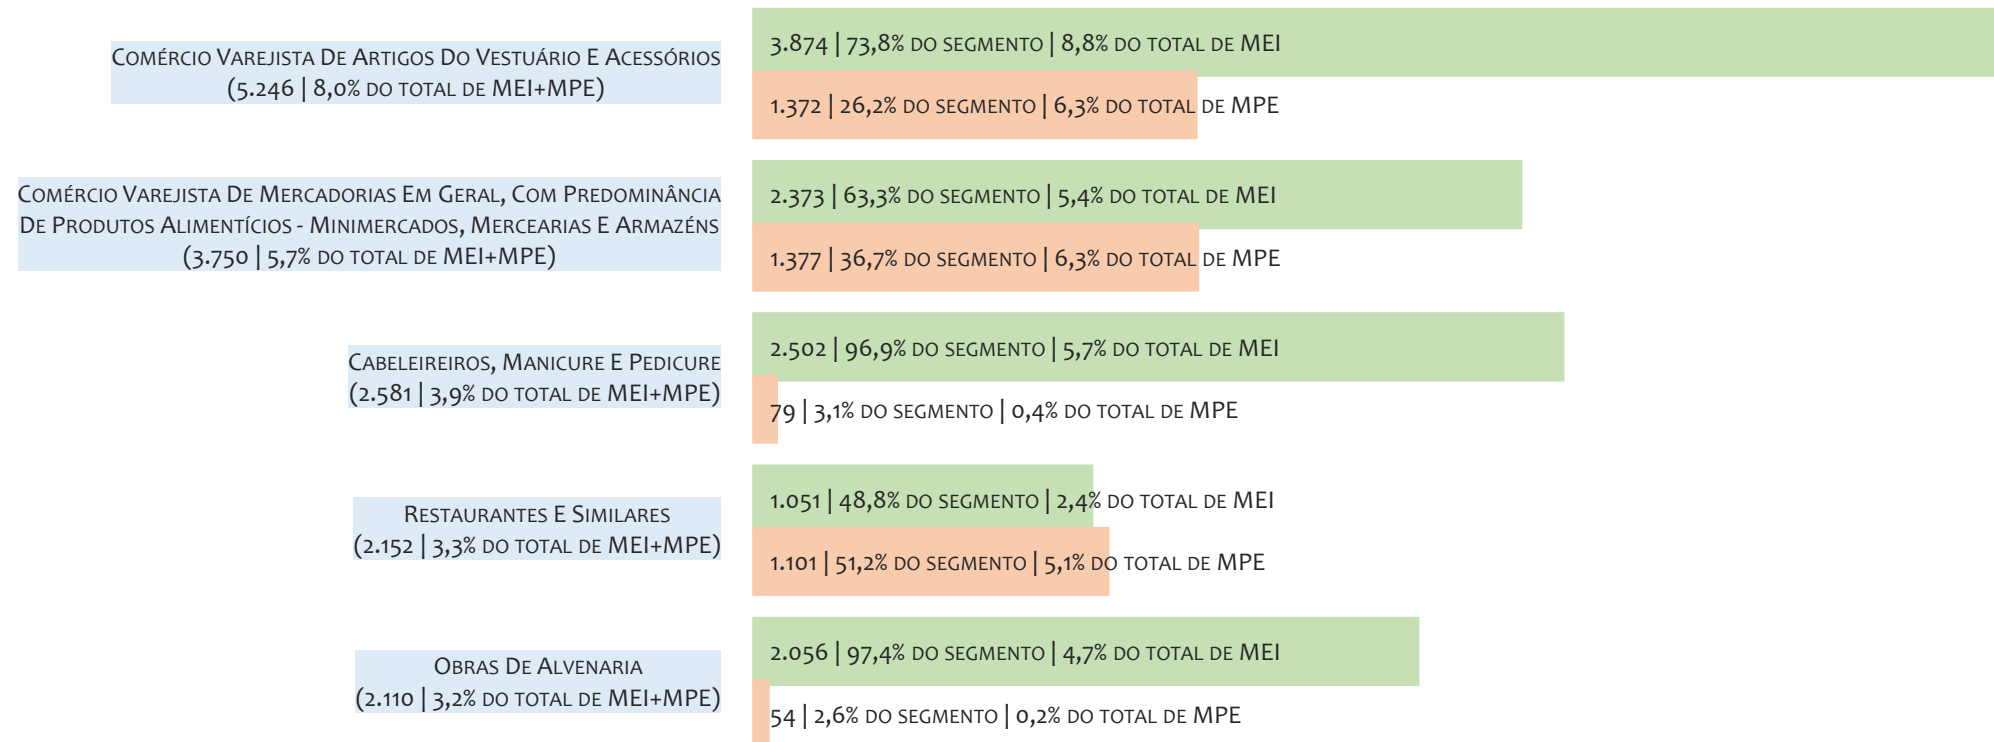 Comércio Varejista De Artigos Do Vestuário E Acessórios
(5.246 | 8,0% do total de MEI+MPE)
3.874 | 73,8% do segmento | 8,8% do total de MEI
1.372 | 26,2% do segmento | 6,3% do total de MPE
Comércio Varejista De Mercadorias Em Geral, Com Predominância
De Produtos Alimentícios - Minimercados, Mercearias E Armazéns
(3.750 | 5,7% do total de MEI+MPE)
2.373 | 63,3% do segmento | 5,4% do total de MEI
1.377 | 36,7% do segmento | 6,3% do total de MPE
Cabeleireiros, Manicure E Pedicure
(2.581 | 3,9% do total de MEI+MPE)
2.502 | 96,9% do segmento | 5,7% do total de MEI
79 | 3,1% do segmento | 0,4% do total de MPE
Restaurantes E Similares
(2.152 | 3,3% do total de MEI+MPE)
1.051 | 48,8% do segmento | 2,4% do total de MEI
1.101 | 51,2% do segmento | 5,1% do total de MPE
Obras De Alvenaria
(2.110 | 3,2% do total de MEI+MPE)
2.056 | 97,4% do segmento | 4,7% do total de MEI
54 | 2,6% do segmento | 0,2% do total de MPE